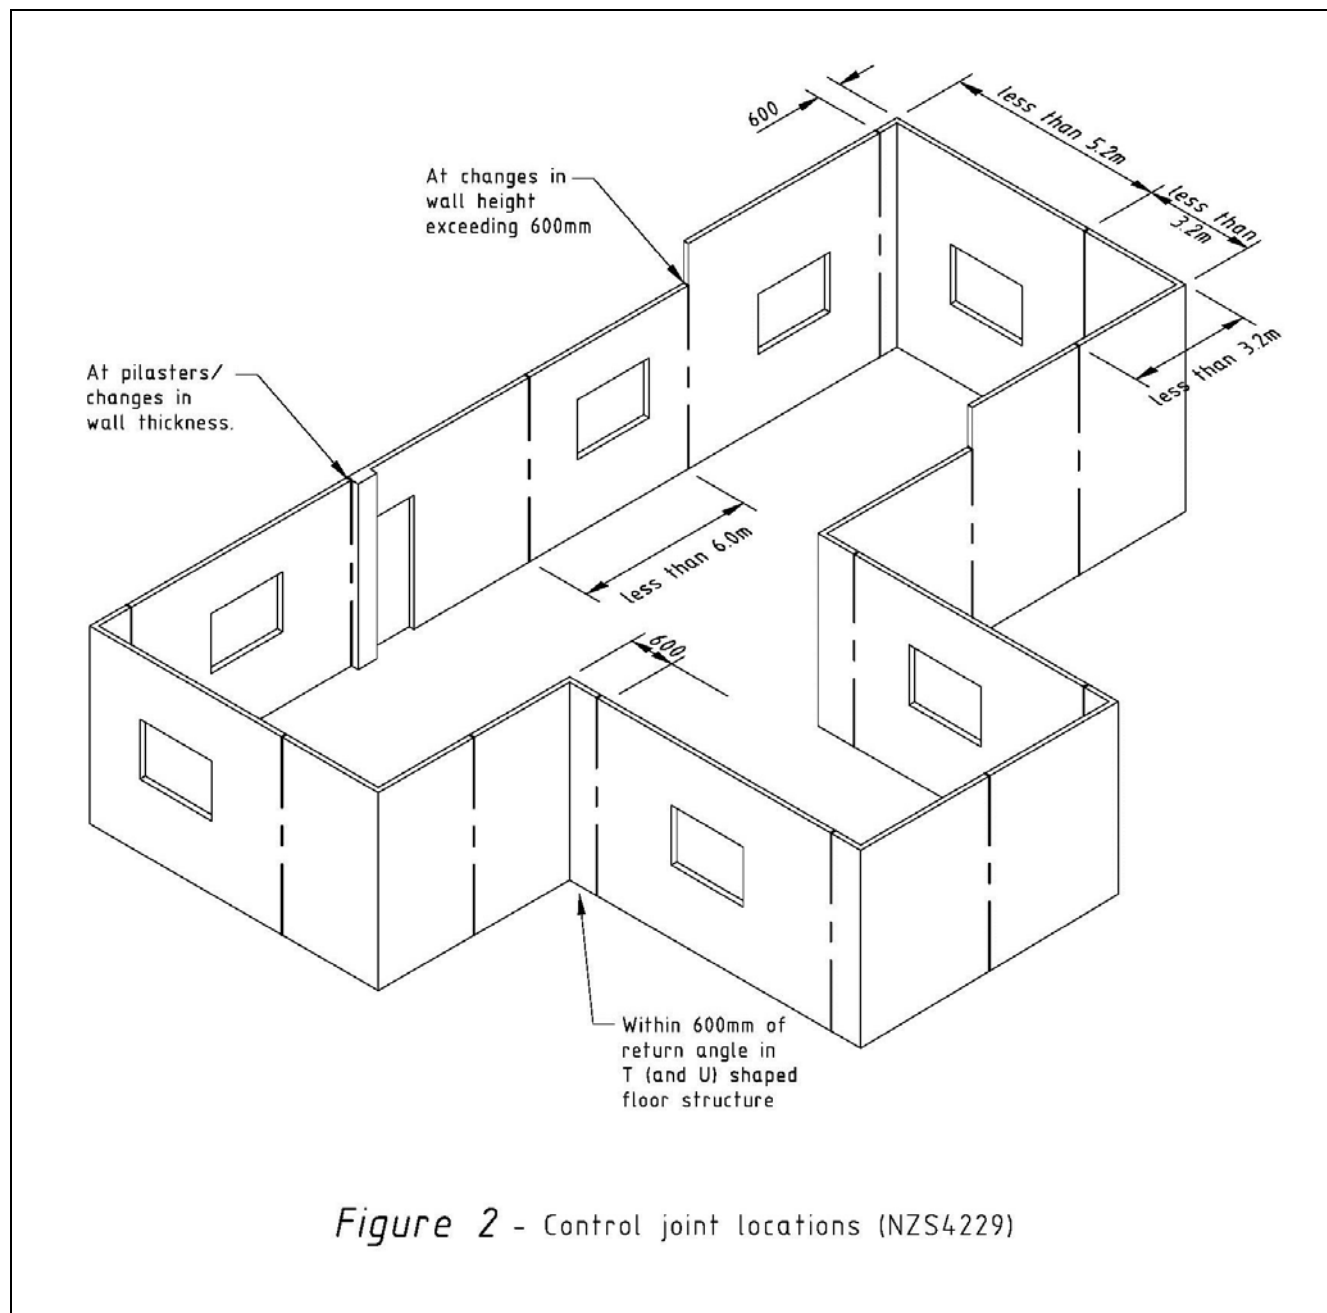 600
less than 5.2m
less than
3.2m
At changes in
wall height
exceeding 600mm
less than 3.2m
At pilasters/
changes in
wall thickness.
less than 6.0m
600
Within 600mm of
return angle in
T (and U) shaped
floor structure
Figure 2 - Control joint locations (NZS4229)